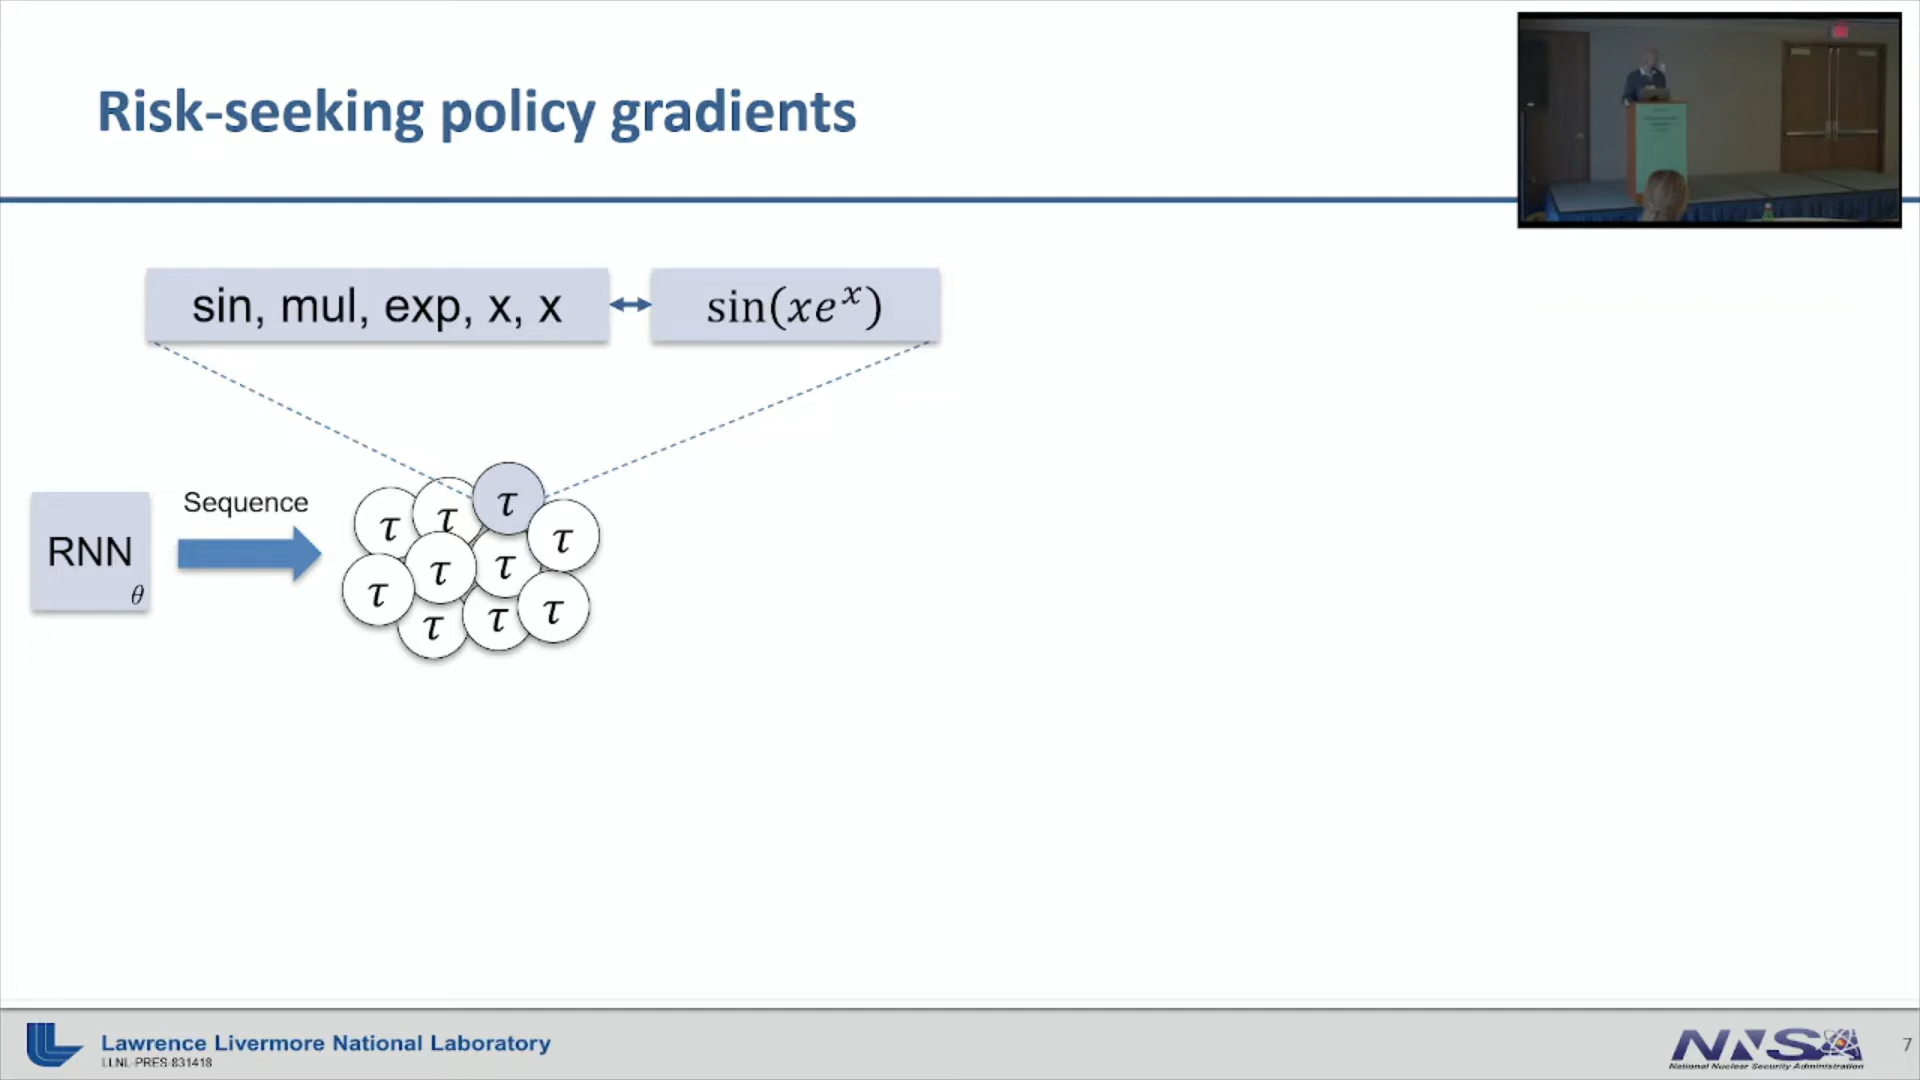 Risk-seeking policy gradients
sin, mul, exp, x, x
sin(xeˣ)
Sequence
RNN
θ
τ
τ
τ
τ
τ
τ
τ
τ
τ
τ
Lawrence Livermore National Laboratory
LLNL-PRES-831418
NNSA
National Nuclear Security Administration
7